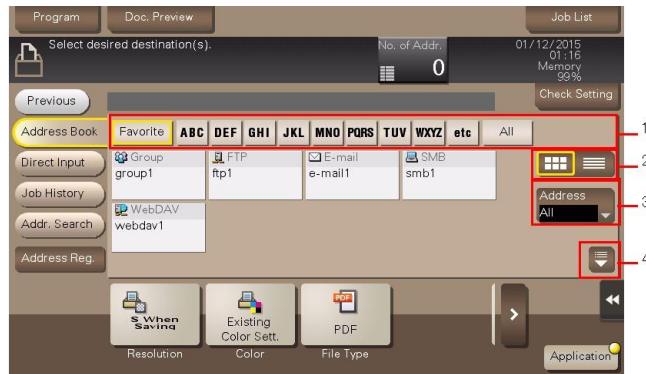 Program
Doc. Preview
Job List
Select desired destination(s).
No. of Addr.
0
01/12/2015
01:16
Memory
99%
Previous
Check Setting
Address Book
Favorite ABC DEF GHI JKL MNO PQRS TUV WXYZ etc All
1
Direct Input
Group
group1
FTP
ftp1
E-mail
e-mail1
SMB
smb1
2
Job History
WebDAV
webdav1
Address
All
3
Addr. Search
Address Reg.
4
S When
Saving
Resolution
Existing
Color Sett.
Color
PDF
PDF
File Type
Application